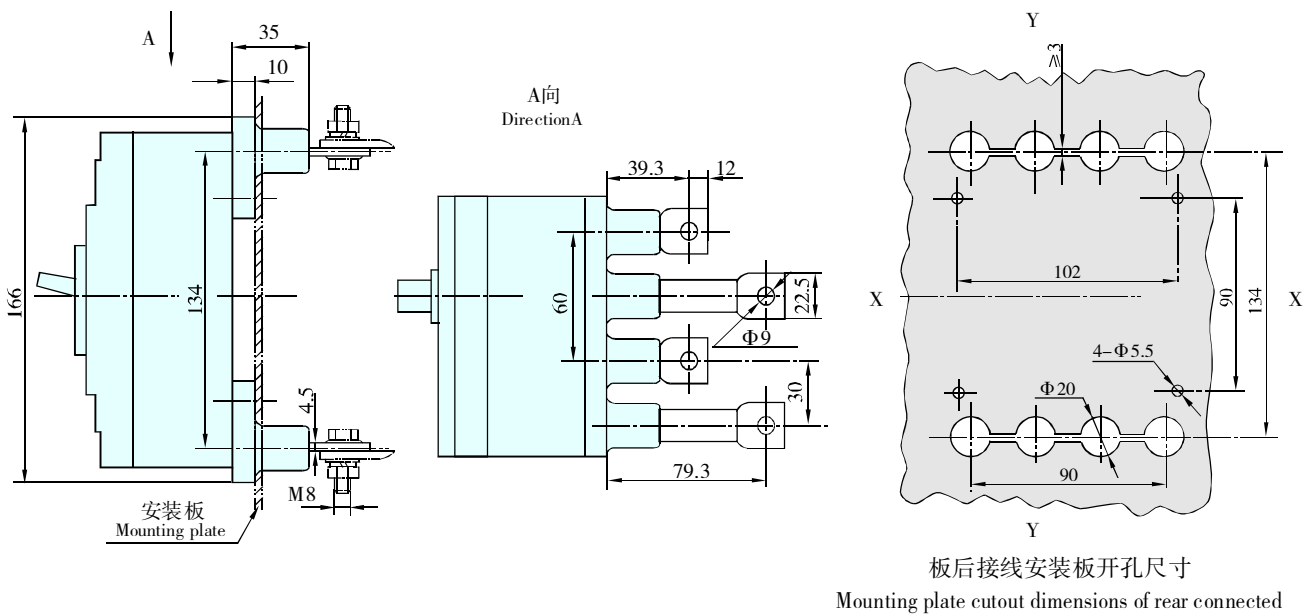 A
35
10
166
134
4.5
M8
安装板
Mounting plate
A向
DirectionA
39.3
12
60
22.5
Φ9
30
79.3
Y
≥3
X
X
102
90
134
4-Φ5.5
Φ20
90
Y
板后接线安装板开孔尺寸
Mounting plate cutout dimensions of rear connected